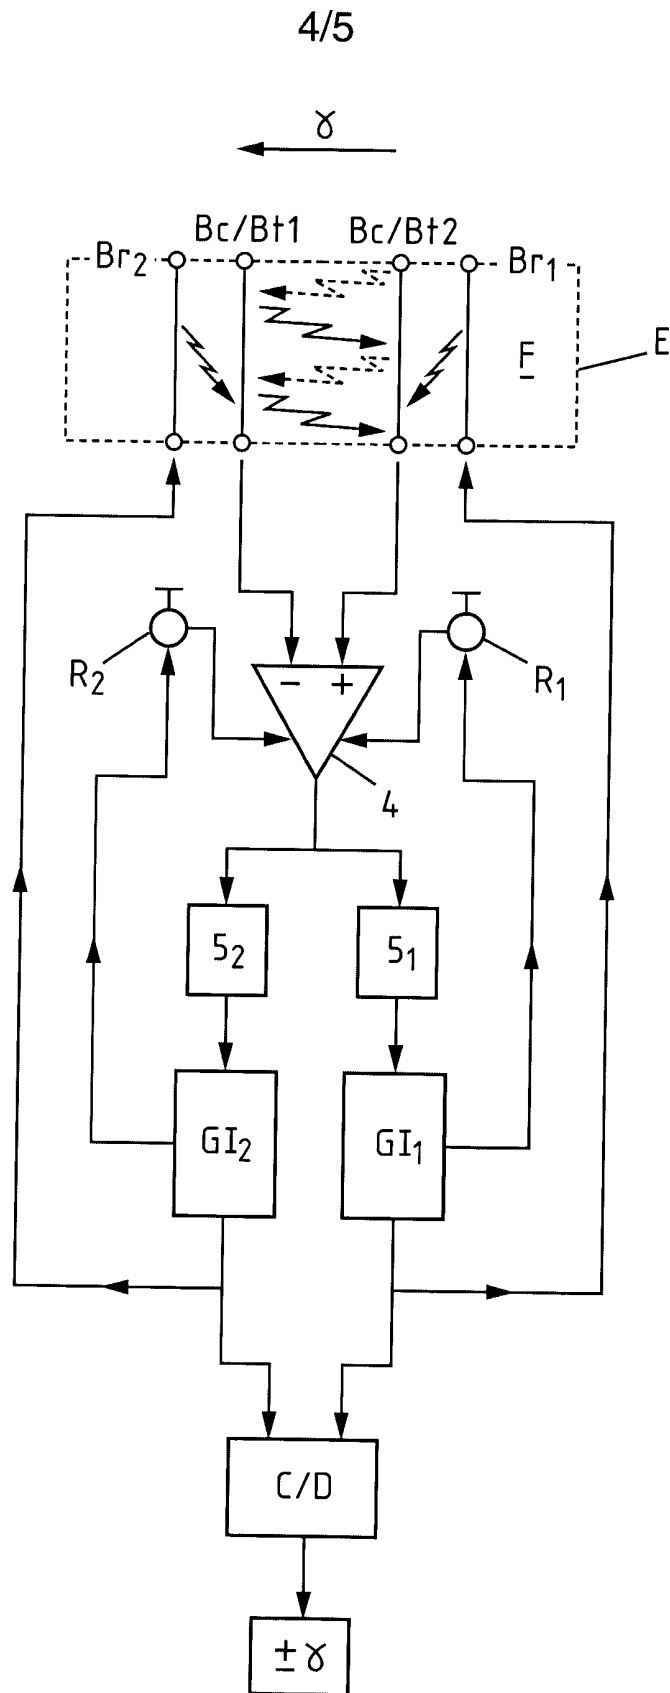 4/5
γ
Bc/Bt1 Bc/Bt2
Br₂ Br₁
E
F
R₂ - + R₁
4
5₂ 5₁
GI₂ GI₁
C/D
± γ